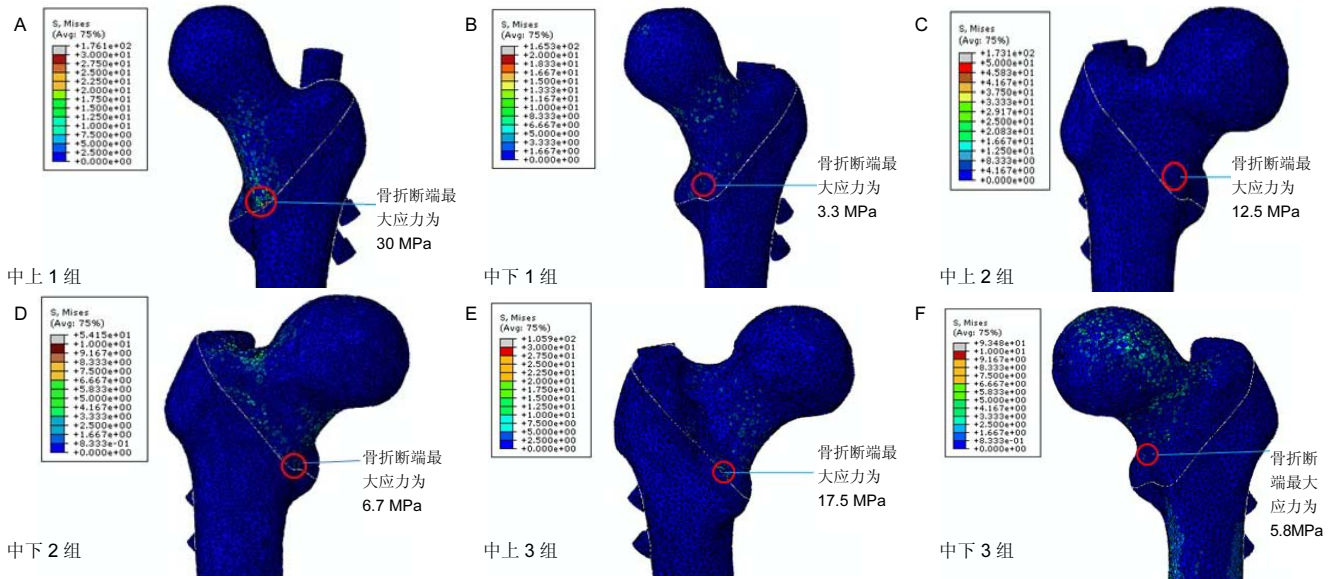 A
S, Mises
(Avg: 75%)
+1.761e+02
+3.000e+01
+2.750e+01
+2.500e+01
+2.250e+01
+2.000e+01
+1.750e+01
+1.500e+01
+1.250e+01
+1.000e+01
+7.500e+00
+5.000e+00
+2.500e+00
+0.000e+00
骨折断端最
大应力为
30 MPa
中上 1 组
B
S, Mises
(Avg: 75%)
+1.653e+02
+2.000e+01
+1.833e+01
+1.667e+01
+1.500e+01
+1.333e+01
+1.167e+01
+1.000e+01
+8.333e+00
+6.667e+00
+5.000e+00
+3.333e+00
+1.667e+00
+0.000e+00
骨折断端最
大应力为
3.3 MPa
中下 1 组
C
S, Mises
(Avg: 75%)
+1.731e+02
+5.000e+01
+4.583e+01
+4.167e+01
+3.750e+01
+3.333e+01
+2.917e+01
+2.500e+01
+2.083e+01
+1.667e+01
+1.250e+01
+8.333e+00
+4.167e+00
+0.000e+00
骨折断端最
大应力为
12.5 MPa
中上 2 组
D
S, Mises
(Avg: 75%)
+5.415e+01
+1.000e+01
+9.167e+00
+8.333e+00
+7.500e+00
+6.667e+00
+5.833e+00
+5.000e+00
+4.167e+00
+3.333e+00
+2.500e+00
+1.667e+00
+8.333e-01
+0.000e+00
骨折断端最
大应力为
6.7 MPa
中下 2 组
E
S, Mises
(Avg: 75%)
+1.059e+02
+3.000e+01
+2.750e+01
+2.500e+01
+2.250e+01
+2.000e+01
+1.750e+01
+1.500e+01
+1.250e+01
+1.000e+01
+7.500e+00
+5.000e+00
+2.500e+00
+0.000e+00
骨折断端最
大应力为
17.5 MPa
中上 3 组
F
S, Mises
(Avg: 75%)
+9.348e+01
+1.000e+01
+9.167e+00
+8.333e+00
+7.500e+00
+6.667e+00
+5.833e+00
+5.000e+00
+4.167e+00
+3.333e+00
+2.500e+00
+1.667e+00
+8.333e-01
+0.000e+00
骨折断
端最大
应力为
5.8MPa
中下 3 组